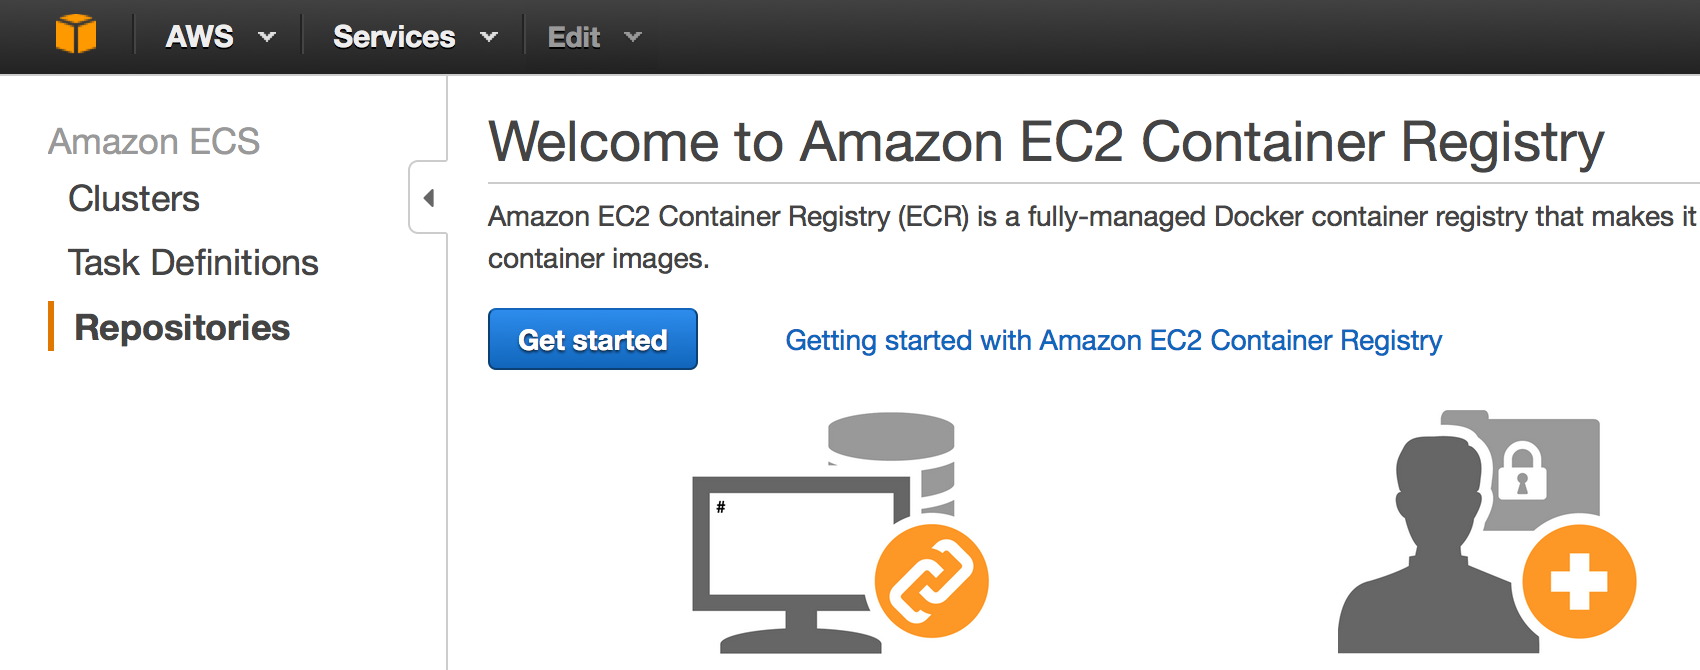 AWS Services Edit
Amazon ECS
Clusters
Task Definitions
Repositories
Welcome to Amazon EC2 Container Registry
Amazon EC2 Container Registry (ECR) is a fully-managed Docker container registry that makes it
container images.
Get started
Getting started with Amazon EC2 Container Registry
#